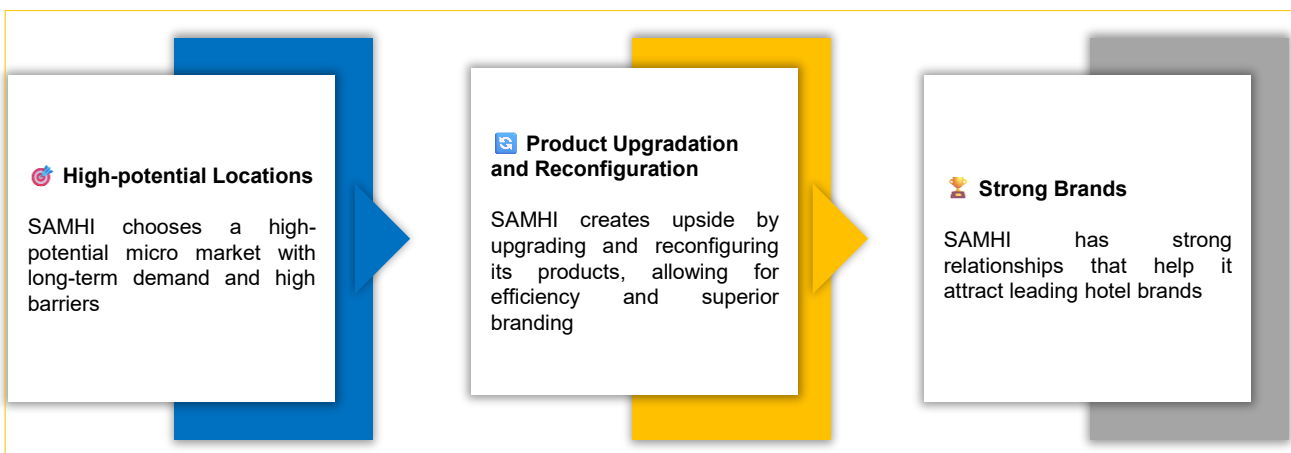 High-potential Locations
SAMHI chooses a high-
potential micro market with
long-term demand and high
barriers
Product Upgradation
and Reconfiguration
SAMHI creates upside by
upgrading and reconfiguring
its products, allowing for
efficiency and superior
branding
Strong Brands
SAMHI has strong
relationships that help it
attract leading hotel brands